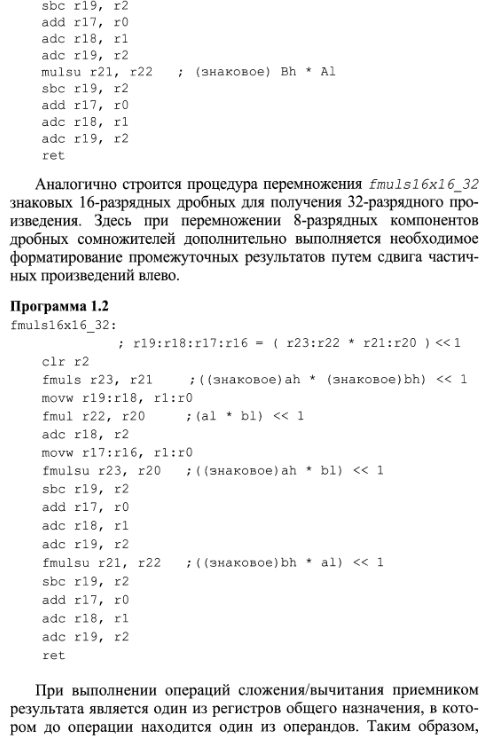 sbc r19, r2
add r17, r0
adc r18, r1
adc r19, r2
mulsu r21, r22 ; (знаковое) Bh * Al
sbc r19, r2
add r17, r0
adc r18, r1
adc r19, r2
ret
Аналогично строится процедура перемножения fmuls16x16_32
знаковых 16-разрядных дробных для получения 32-разрядного про-
изведения. Здесь при перемножении 8-разрядных компонентов
дробных сомножителей дополнительно выполняется необходимое
форматирование промежуточных результатов путем сдвига частич-
ных произведений влево.
Программа 1.2
fmuls16x16_32:
; r19:r18:r17:r16 = ( r23:r22 * r21:r20 ) <<1
clr r2
fmuls r23, r21 ;((знаковое)ah * (знаковое)bh) << 1
movw r19:r18, r1:r0
fmul r22, r20 ;(al * bl) << 1
adc r18, r2
movw r17:r16, r1:r0
fmulsu r23, r20 ;((знаковое)ah * bl) << 1
sbc r19, r2
add r17, r0
adc r18, r1
adc r19, r2
fmulsu r21, r22 ;((знаковое)bh * al) << 1
sbc r19, r2
add r17, r0
adc r18, r1
adc r19, r2
ret
При выполнении операций сложения/вычитания приемником
результата является один из регистров общего назначения, в кото-
ром до операции находится один из операндов. Таким образом,